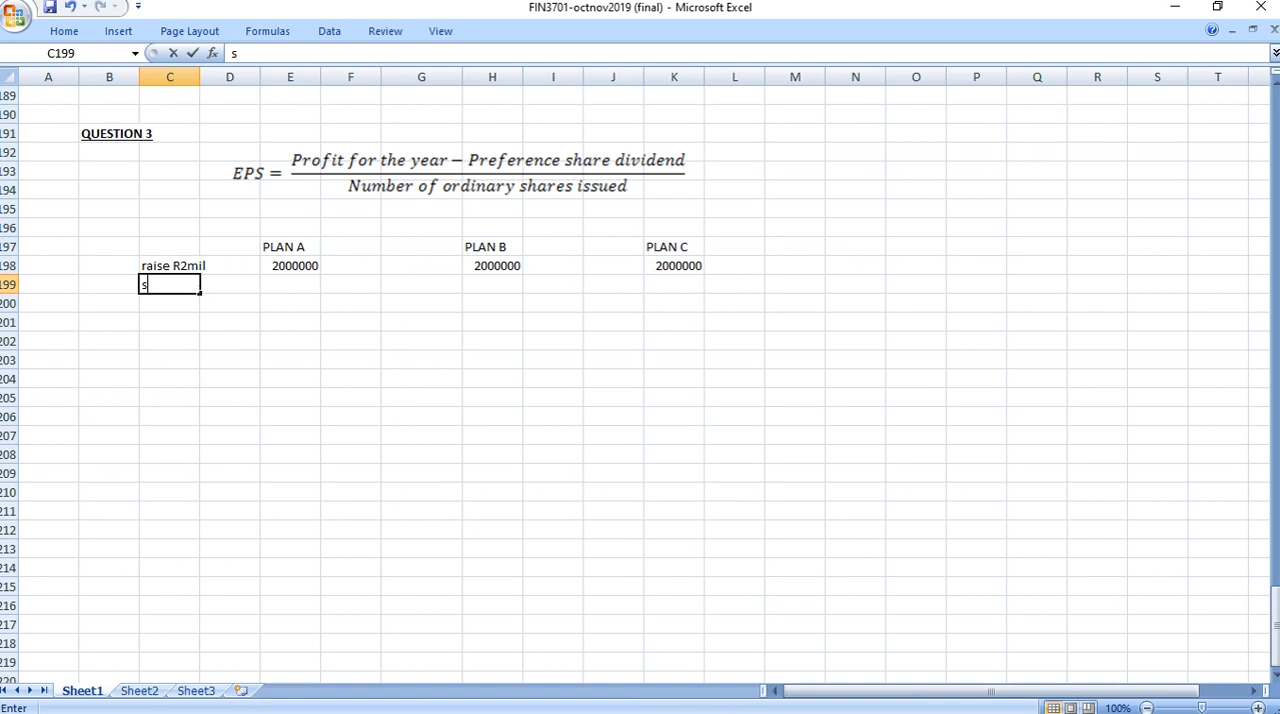 FIN3701-octnov2019 (final) - Microsoft Excel
Home Insert Page Layout Formulas Data Review View
C199 fx s
A B C D E F G H I J K L M N O P Q R S T
189
190
191 QUESTION 3
192
193
194
EPS = Profit for the year − Preference share dividend
Number of ordinary shares issued
195
196
197 PLAN A PLAN B PLAN C
198 raise R2mil 2000000 2000000 2000000
199 s
200
201
202
203
204
205
206
207
208
209
210
211
212
213
214
215
216
217
218
219
220
Sheet1 Sheet2 Sheet3
Enter 100%